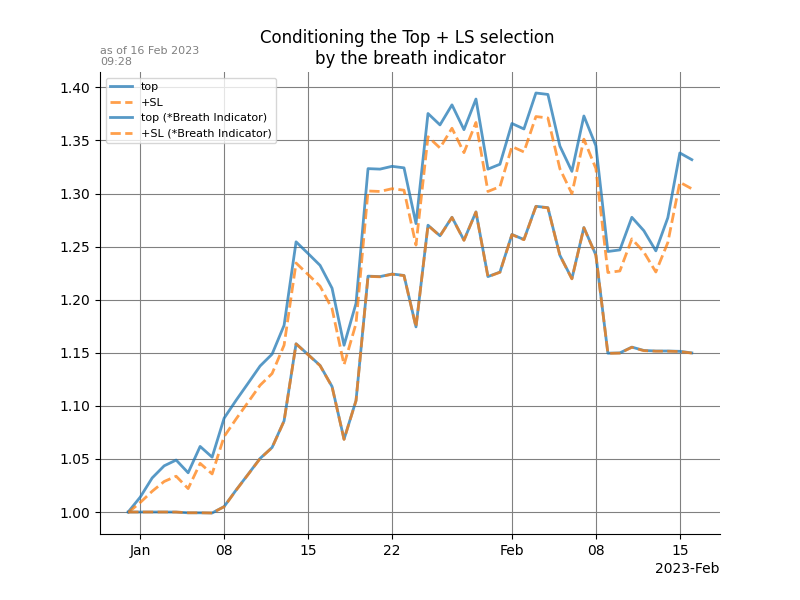 Conditioning the Top + LS selection
by the breath indicator
as of 16 Feb 2023
09:28
top
+SL
top (*Breath Indicator)
+SL (*Breath Indicator)
1.40
1.35
1.30
1.25
1.20
1.15
1.10
1.05
1.00
Jan 08 15 22 Feb 08 15
2023-Feb